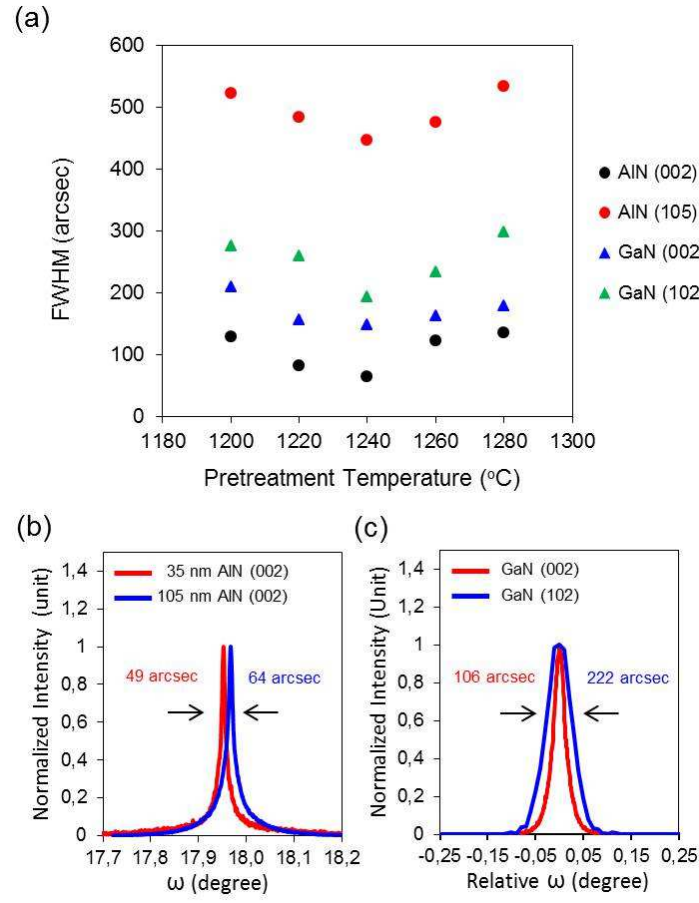 (a)
600
500
400
300
200
100
0
FWHM (arcsec)
1180 1200 1220 1240 1260 1280 1300
Pretreatment Temperature (°C)
AlN (002)
AlN (105)
GaN (002
GaN (102
(b)
35 nm AlN (002)
105 nm AlN (002)
1,4
1,2
1
0,8
0,6
0,4
0,2
0
Normalized Intensity (unit)
49 arcsec 64 arcsec
17,7 17,8 17,9 18,0 18,1 18,2
ω (degree)
(c)
GaN (002)
GaN (102)
1,4
1,2
1
0,8
0,6
0,4
0,2
0
Normalized Intensity (Unit)
106 arcsec 222 arcsec
-0,25 -0,15 -0,05 0,05 0,15 0,25
Relative ω (degree)